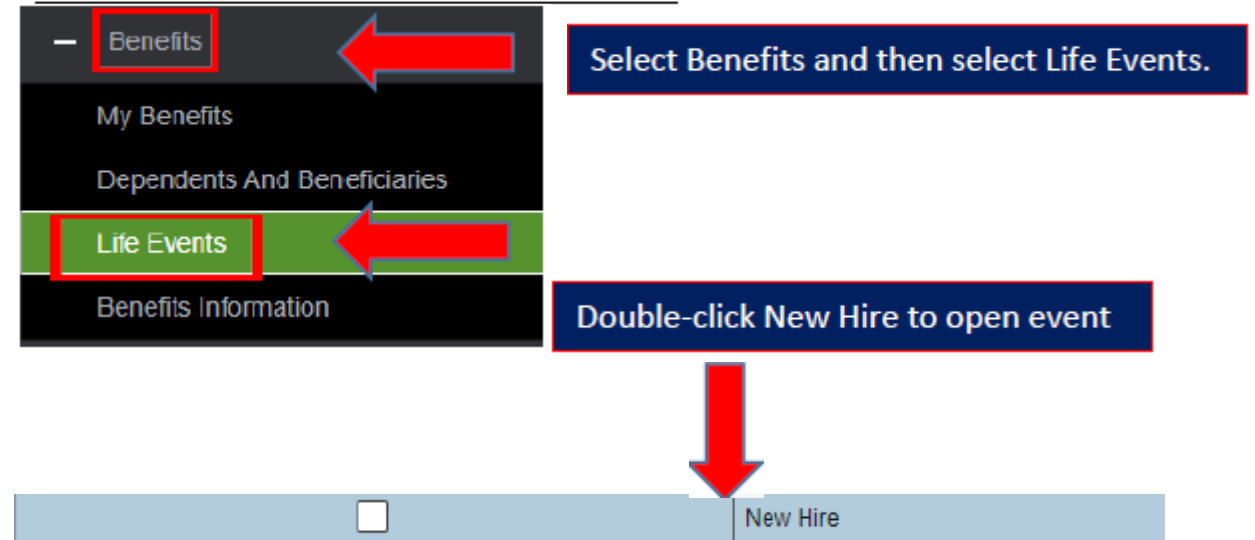 Benefits
Select Benefits and then select Life Events.
My Benefits
Dependents And Beneficiaries
Life Events
Benefits Information
Double-click New Hire to open event
New Hire